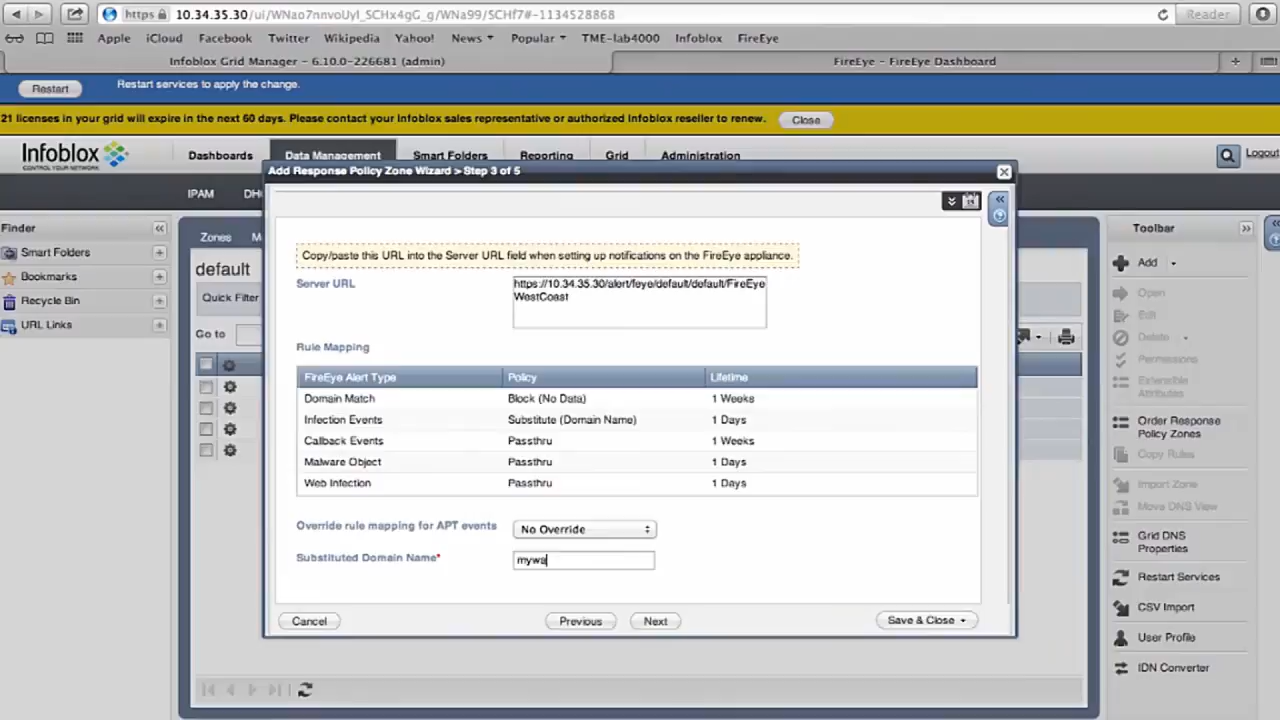 https 10.34.35.30/ui/WNao7nnvoUyI_SCHx4gG_g/WNa99/SCHf7#-1134528868 Reader
Apple iCloud Facebook Twitter Wikipedia Yahoo! News Popular TME-lab4000 Infoblox FireEye
Infoblox Grid Manager - 6.10.0-226681 (admin) FireEye - FireEye Dashboard
Restart Restart services to apply the change.
21 licenses in your grid will expire in the next 60 days. Please contact your Infoblox sales representative or authorized Infoblox reseller to renew. Close
Infoblox Dashboards Data Management Smart Folders Reporting Grid Administration Logout
CONTROL YOUR NETWORK
Add Response Policy Zone Wizard > Step 3 of 5
IPAM DH
Finder
Smart Folders
Bookmarks
Recycle Bin
URL Links
Zones M
default
Quick Filter
Go to
Copy/paste this URL into the Server URL field when setting up notifications on the FireEye appliance.
Server URL https://10.34.35.30/alert/feye/default/default/FireEye
WestCoast
Rule Mapping
FireEye Alert Type Policy Lifetime
Domain Match Block (No Data) 1 Weeks
Infection Events Substitute (Domain Name) 1 Days
Callback Events Passthru 1 Weeks
Malware Object Passthru 1 Days
Web Infection Passthru 1 Days
Override rule mapping for APT events No Override
Substituted Domain Name* mywa
Cancel Previous Next Save & Close
Toolbar
Add
Open
Edit
Delete
Permissions
Extensible
Attributes
Order Response
Policy Zones
Copy Rules
Import Zone
Move DNS View
Grid DNS
Properties
Restart Services
CSV Import
User Profile
IDN Converter